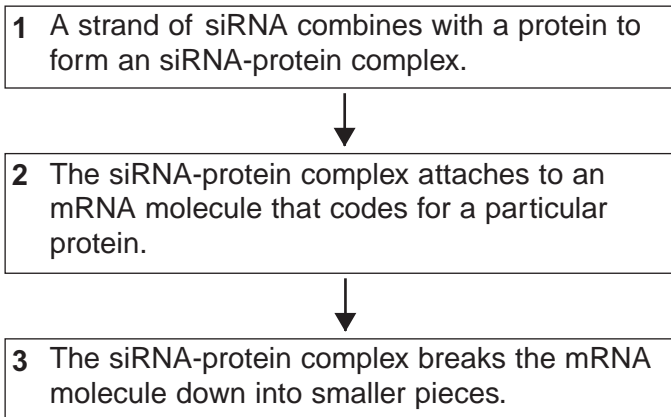 1 A strand of siRNA combines with a protein to
form an siRNA-protein complex.
2 The siRNA-protein complex attaches to an
mRNA molecule that codes for a particular
protein.
3 The siRNA-protein complex breaks the mRNA
molecule down into smaller pieces.